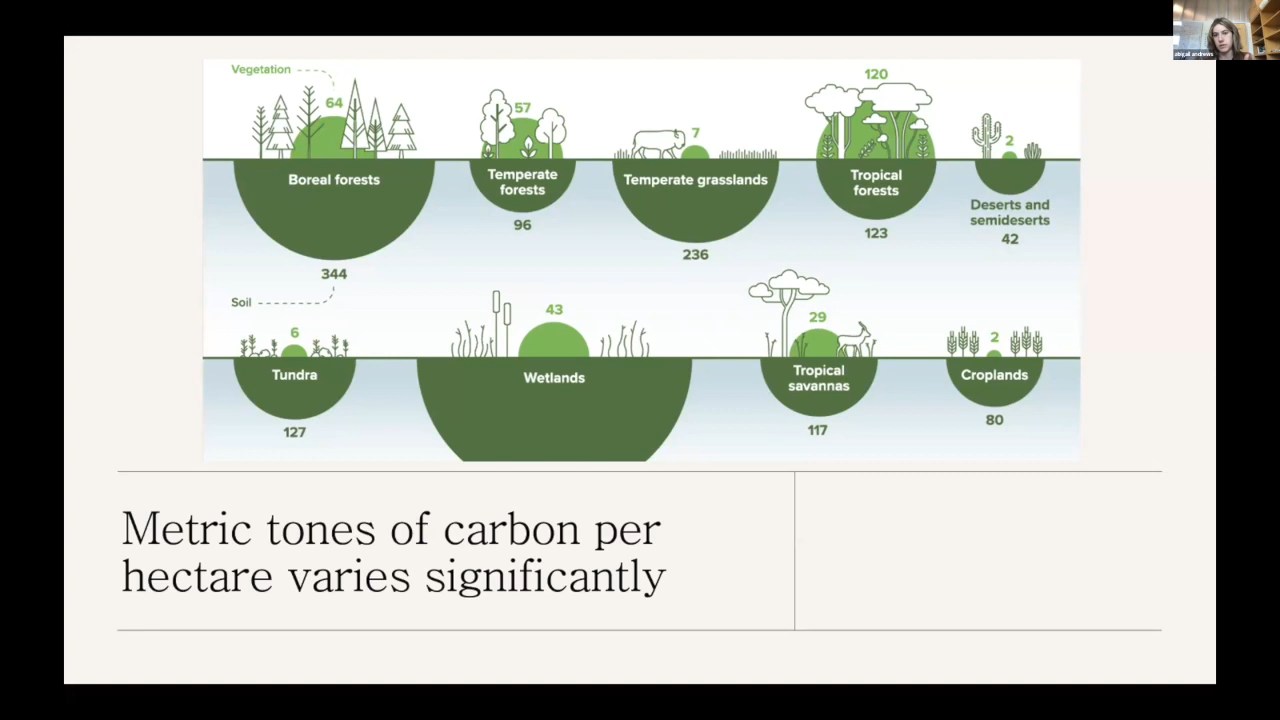 Vegetation
64
57
7
120
2
Boreal forests
Temperate
forests
Temperate grasslands
Tropical
forests
Deserts and
semideserts
344
96
236
123
42
Soil
6
43
29
2
Tundra
Wetlands
Tropical
savannas
Croplands
127
117
80
Metric tones of carbon per
hectare varies significantly
abigail andrews